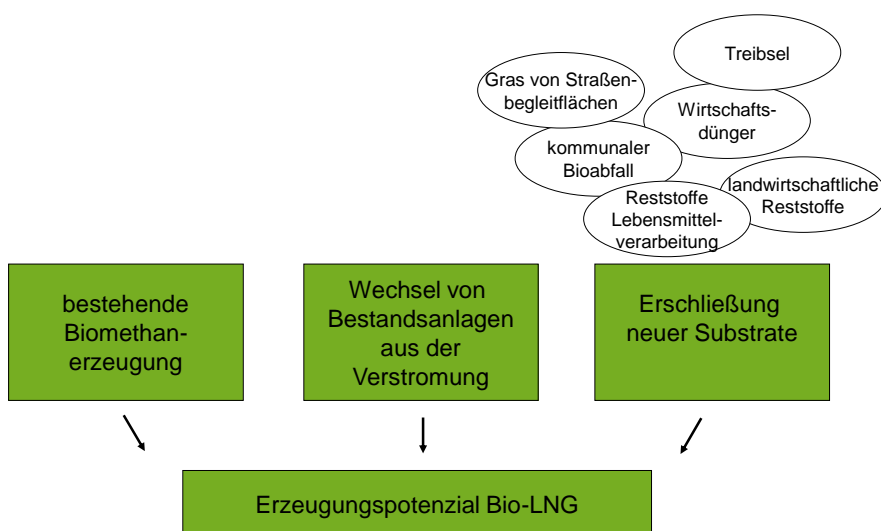 Treibsel
Gras von Straßen-
begleitflächen
Wirtschafts-
dünger
kommunaler
Bioabfall
landwirtschaftliche
Reststoffe
Reststoffe
Lebensmittel-
verarbeitung
bestehende
Biomethan-
erzeugung
Wechsel von
Bestandsanlagen
aus der
Verstromung
Erschließung
neuer Substrate
Erzeugungspotenzial Bio-LNG